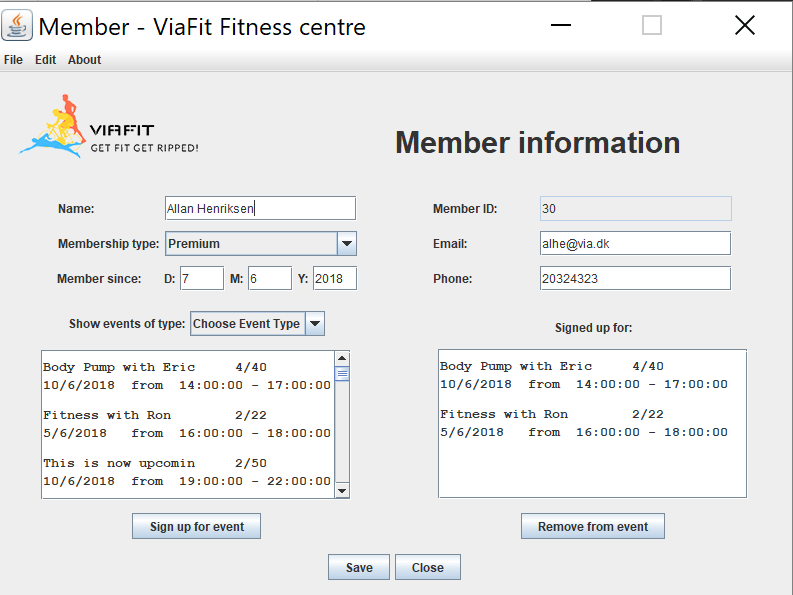 Member - ViaFit Fitness centre
File Edit About
VIAFIT
GET FIT GET RIPPED!
Member information
Name: Allan Henriksen
Member ID: 30
Membership type: Premium
Email: alhe@via.dk
Member since: D: 7 M: 6 Y: 2018
Phone: 20324323
Show events of type: Choose Event Type
Body Pump with Eric 4/40
10/6/2018 from 14:00:00 - 17:00:00
Fitness with Ron 2/22
5/6/2018 from 16:00:00 - 18:00:00
This is now upcomin 2/50
10/6/2018 from 19:00:00 - 22:00:00
Sign up for event
Signed up for:
Body Pump with Eric 4/40
10/6/2018 from 14:00:00 - 17:00:00
Fitness with Ron 2/22
5/6/2018 from 16:00:00 - 18:00:00
Remove from event
Save Close